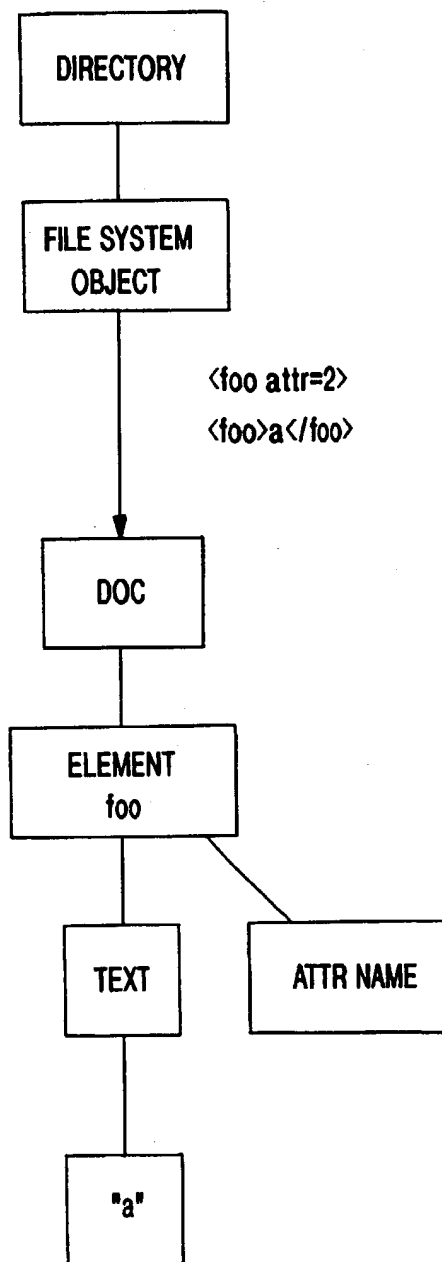 DIRECTORY
FILE SYSTEM
OBJECT
<foo attr=2>
<foo>a</foo>
DOC
ELEMENT
foo
TEXT
ATTR NAME
"a"